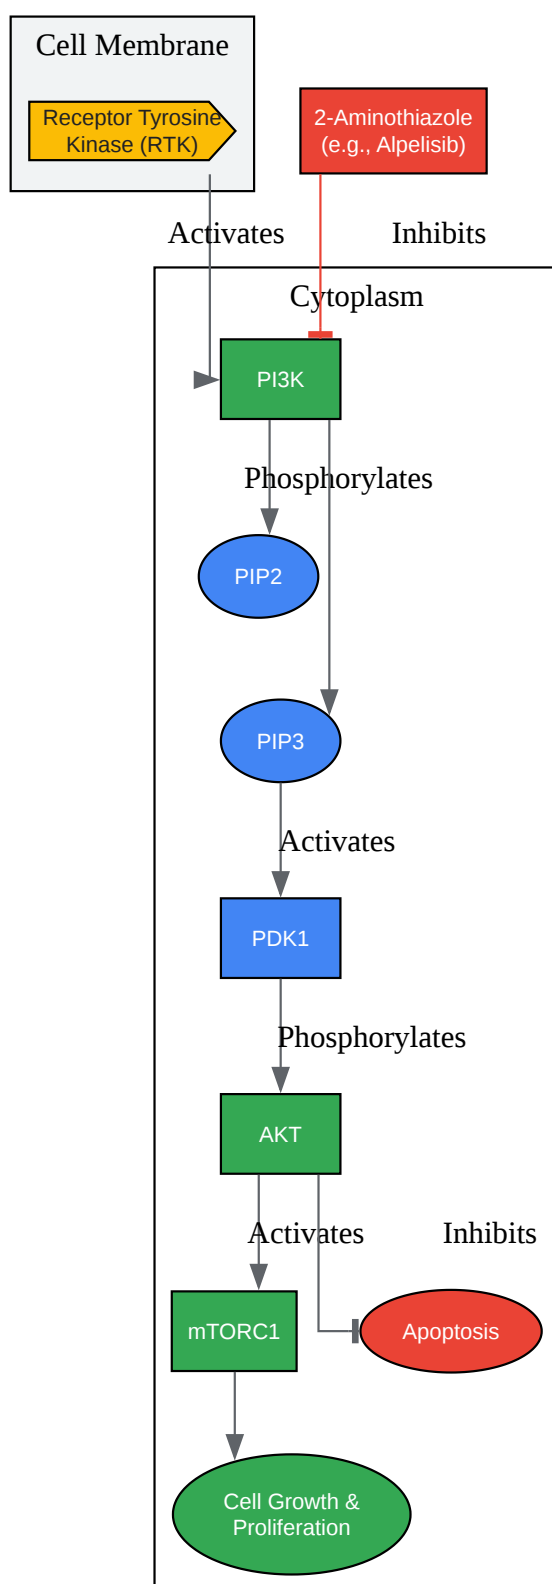 Cell Membrane
Receptor Tyrosine
Kinase (RTK)
2-Aminothiazole
(e.g., Alpelisib)
Activates
Inhibits
Cytoplasm
PI3K
Phosphorylates
PIP2
PIP3
Activates
PDK1
Phosphorylates
AKT
Activates
Inhibits
mTORC1
Apoptosis
Cell Growth &
Proliferation